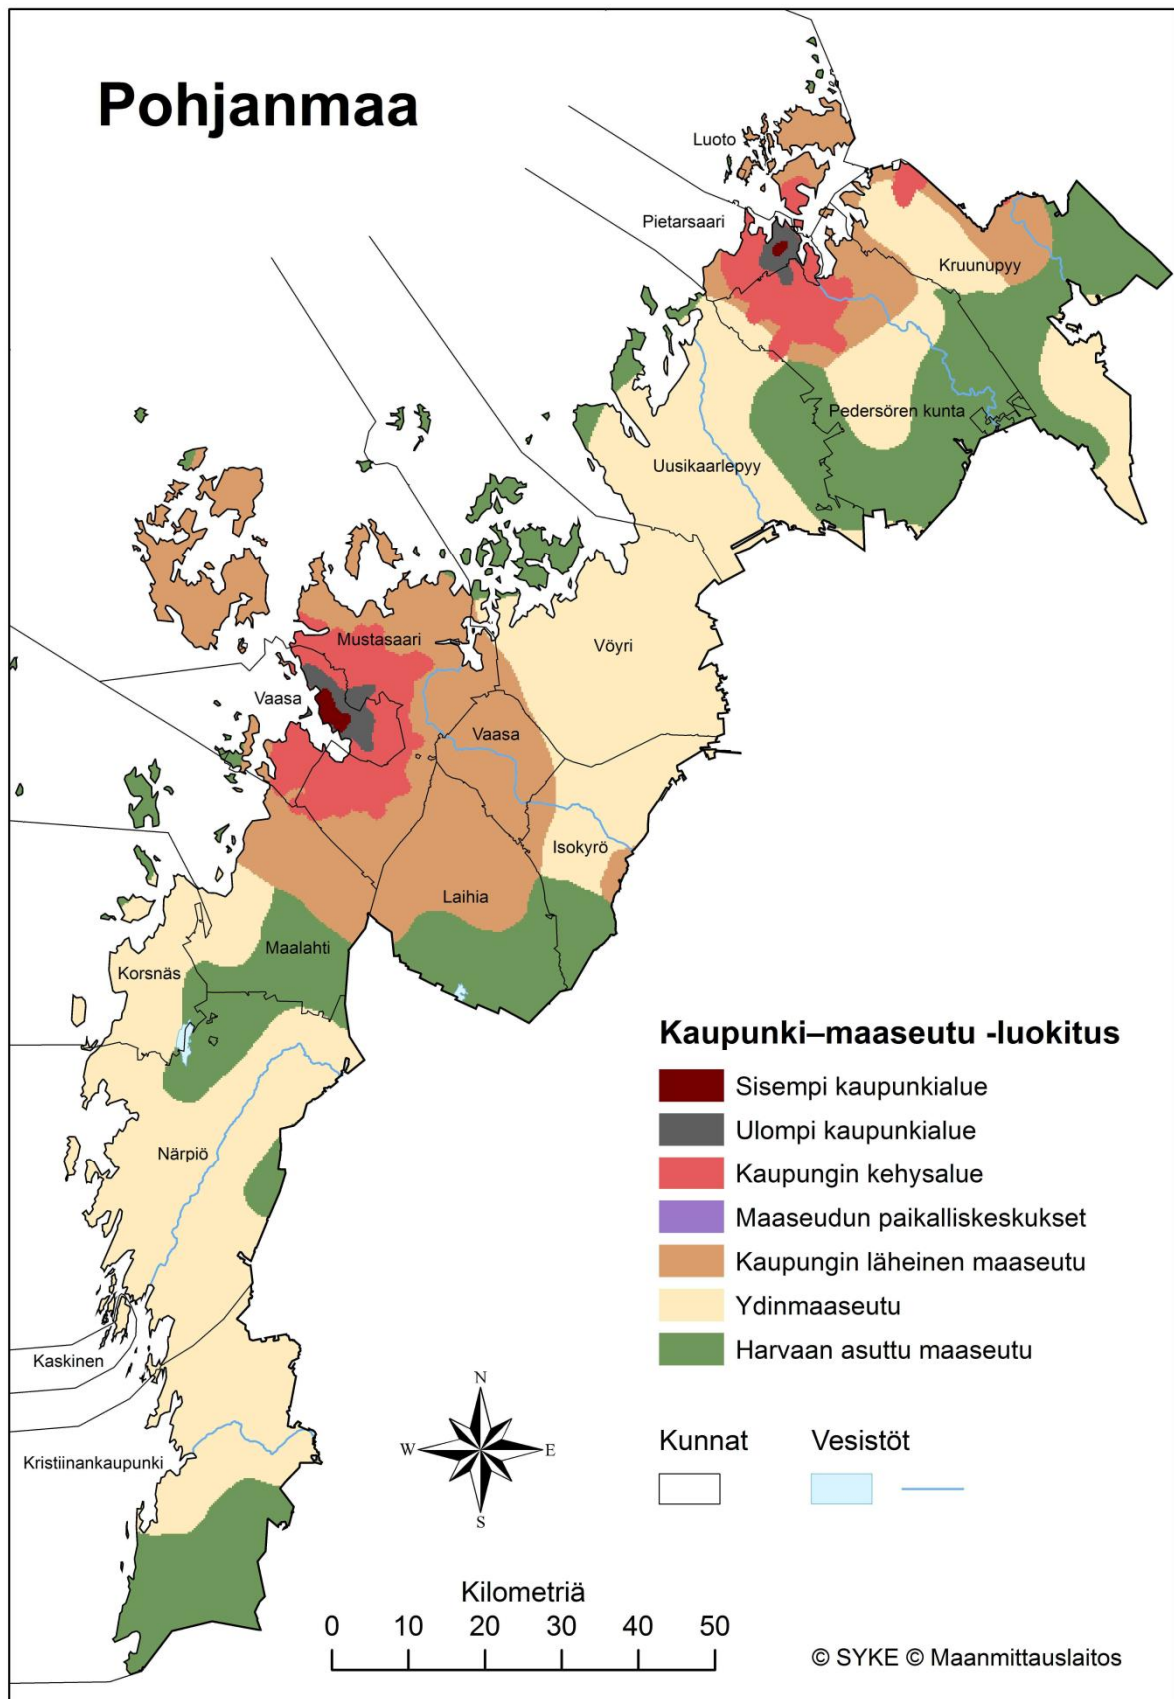 Pohjanmaa
Luoto
Pietarsaari
Kruunupyy
Pedersören kunta
Uusikaarlepyy
Mustasaari
Vöyri
Vaasa
Vaasa
Isokyrö
Laihia
Maalahti
Korsnäs
Närpiö
Kaskinen
Kristiinankaupunki
Kaupunki–maaseutu -luokitus
Sisempi kaupunkialue
Ulompi kaupunkialue
Kaupungin kehysalue
Maaseudun paikalliskeskukset
Kaupungin läheinen maaseutu
Ydinmaaseutu
Harvaan asuttu maaseutu
Kunnat
Vesistöt
N
W
E
S
Kilometriä
0 10 20 30 40 50
© SYKE © Maanmittauslaitos